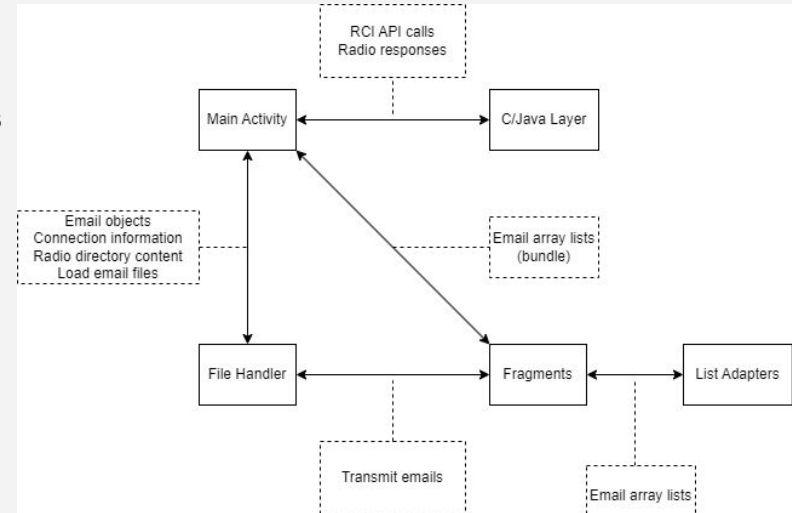 RCI API calls
Radio responses
Main Activity
C/Java Layer
Email objects
Connection information
Radio directory content
Load email files
Email array lists
(bundle)
File Handler
Fragments
List Adapters
Transmit emails
Email array lists